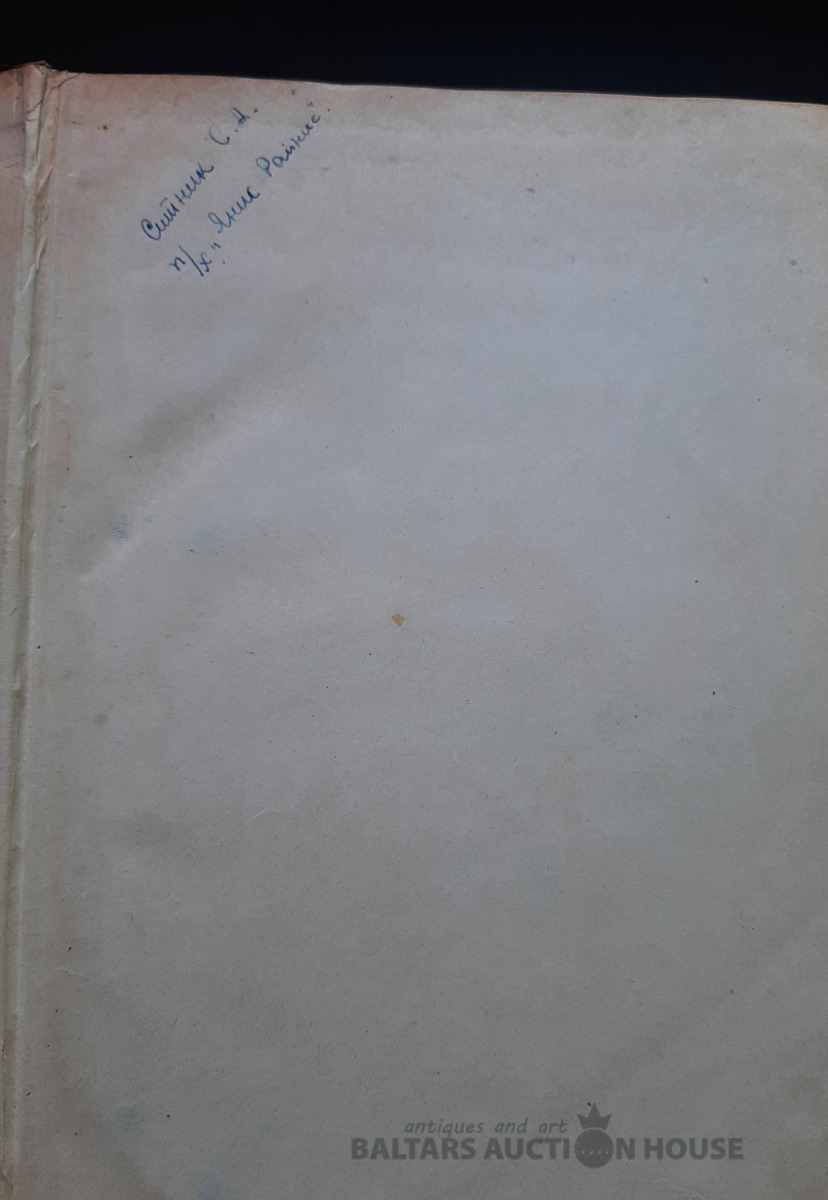 Ситник С. А.
п/х „Янис Райнис".
antiques and art
BALTARS AUCTION HOUSE